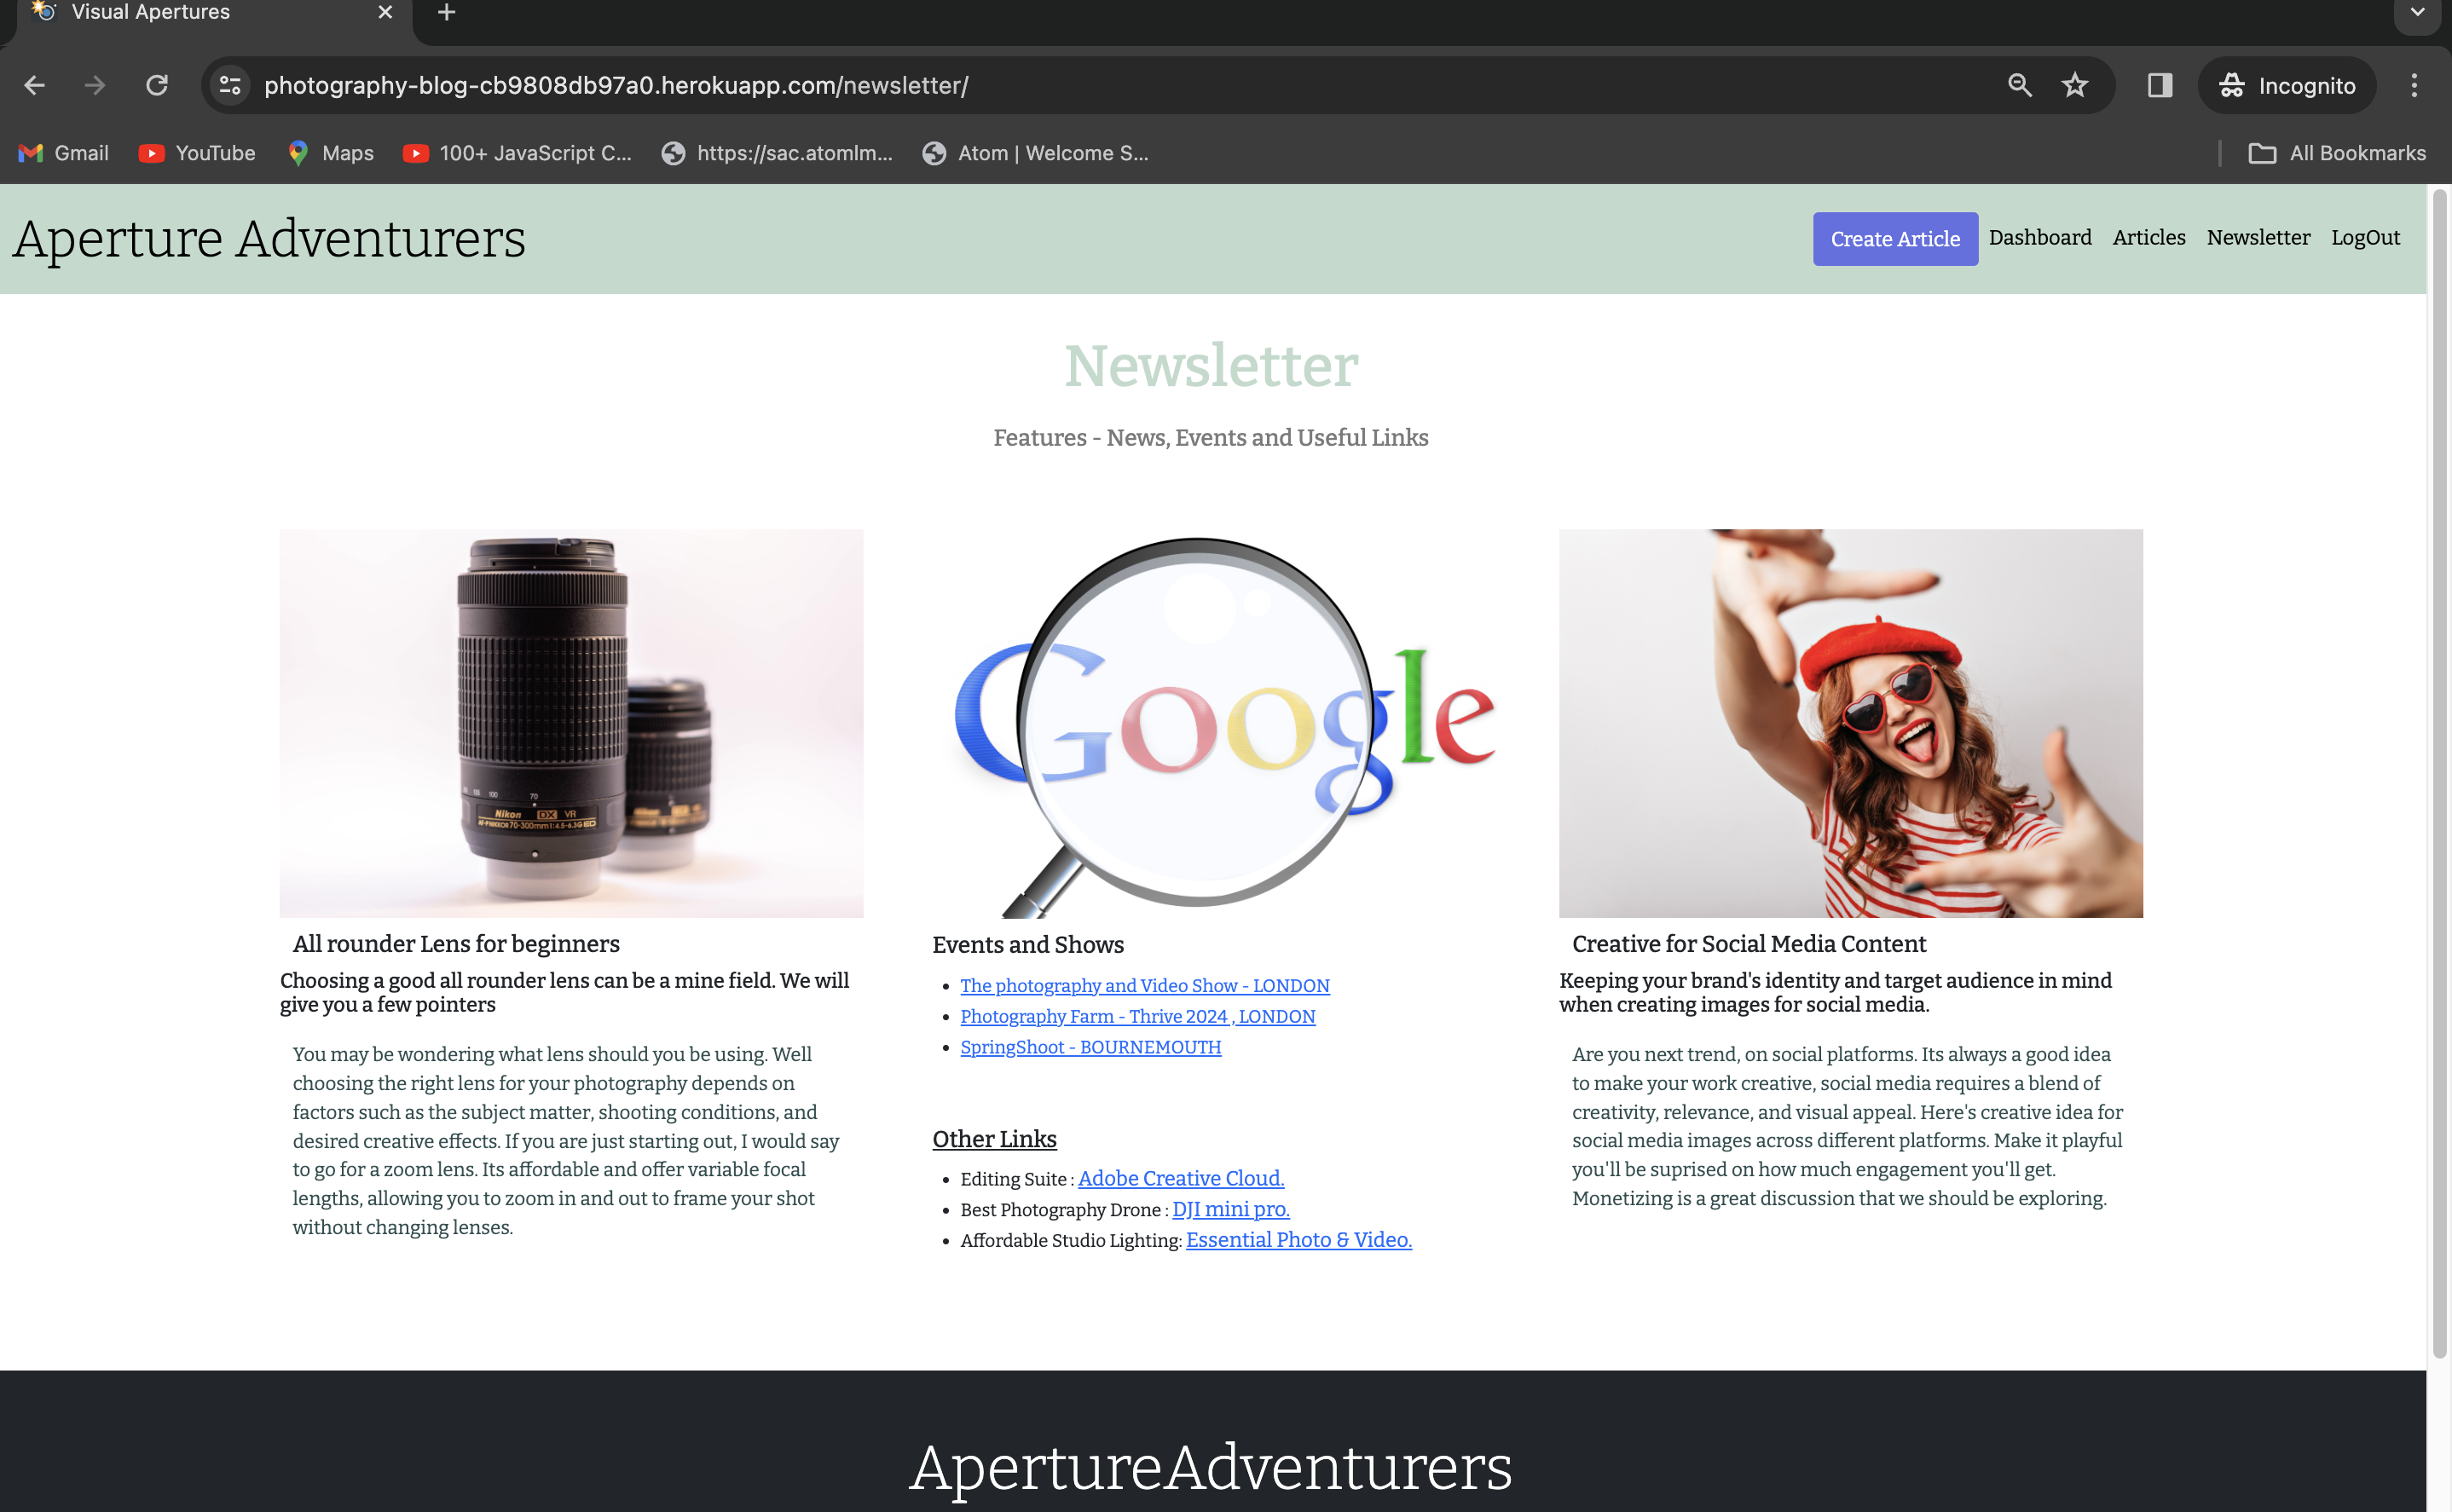 Visual Apertures
photography-blog-cb9808db97a0.herokuapp.com/newsletter/
Incognito
Gmail
YouTube
Maps
100+ JavaScript C...
https://sac.atomlm...
Atom | Welcome S...
All Bookmarks
Aperture Adventurers
Create Article
Dashboard
Articles
Newsletter
LogOut
Newsletter
Features - News, Events and Useful Links
100 70
Nikon DX VR
AF-P NIKKOR 70-300mm 1:4.5-6.3G ED
All rounder Lens for beginners
Choosing a good all rounder lens can be a mine field. We will
give you a few pointers
You may be wondering what lens should you be using. Well
choosing the right lens for your photography depends on
factors such as the subject matter, shooting conditions, and
desired creative effects. If you are just starting out, I would say
to go for a zoom lens. Its affordable and offer variable focal
lengths, allowing you to zoom in and out to frame your shot
without changing lenses.
Google
Events and Shows
The photography and Video Show - LONDON
Photography Farm - Thrive 2024 , LONDON
SpringShoot - BOURNEMOUTH
Other Links
Editing Suite : Adobe Creative Cloud.
Best Photography Drone : DJI mini pro.
Affordable Studio Lighting: Essential Photo & Video.
Creative for Social Media Content
Keeping your brand's identity and target audience in mind
when creating images for social media.
Are you next trend, on social platforms. Its always a good idea
to make your work creative, social media requires a blend of
creativity, relevance, and visual appeal. Here's creative idea for
social media images across different platforms. Make it playful
you'll be suprised on how much engagement you'll get.
Monetizing is a great discussion that we should be exploring.
ApertureAdventurers